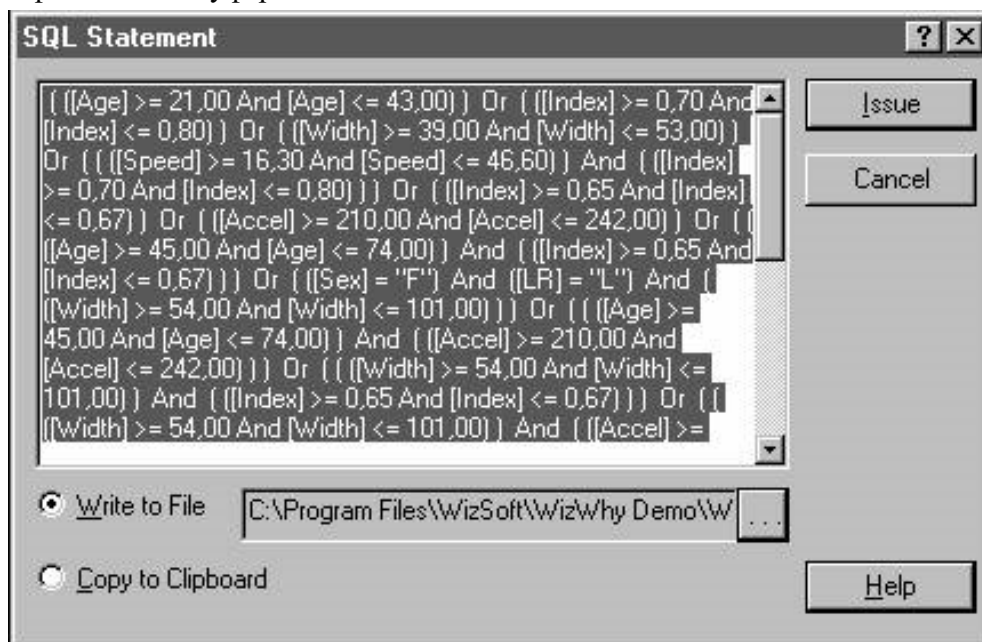 SQL Statement
( ([Age] >= 21,00 And [Age] <= 43,00) ) Or ( ([Index] >= 0,70 And
[Index] <= 0,80) ) Or ( ([Width] >= 39,00 And [Width] <= 53,00) )
Or ( ( ([Speed] >= 16,30 And [Speed] <= 46,60) ) And ( ([Index]
>= 0,70 And [Index] <= 0,80) ) ) Or ( ([Index] >= 0,65 And [Index]
<= 0,67) ) Or ( ([Accel] >= 210,00 And [Accel] <= 242,00) ) Or ( (
([Age] >= 45,00 And [Age] <= 74,00) ) And ( ([Index] >= 0,65 And
[Index] <= 0,67) ) ) Or ( ([Sex] = "F") And ([LR] = "L") And (
([Width] >= 54,00 And [Width] <= 101,00) ) ) Or ( ( ([Age] >=
45,00 And [Age] <= 74,00) ) And ( ([Accel] >= 210,00 And
[Accel] <= 242,00) ) ) Or ( ( ([Width] >= 54,00 And [Width] <=
101,00) ) And ( ([Index] >= 0,65 And [Index] <= 0,67) ) ) Or ( (
([Width] >= 54,00 And [Width] <= 101,00) ) And ( ([Accel] >=
Issue
Cancel
Write to File
C:\Program Files\WizSoft\WizWhy Demo\W
...
Copy to Clipboard
Help